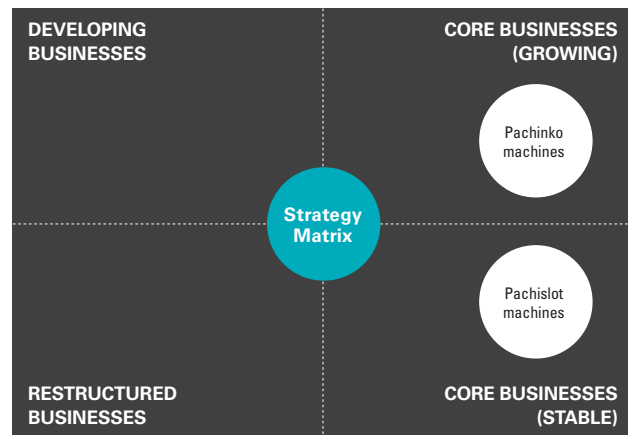 DEVELOPING
BUSINESSES
CORE BUSINESSES
(GROWING)
Pachinko
machines
Strategy
Matrix
Pachislot
machines
RESTRUCTURED
BUSINESSES
CORE BUSINESSES
(STABLE)